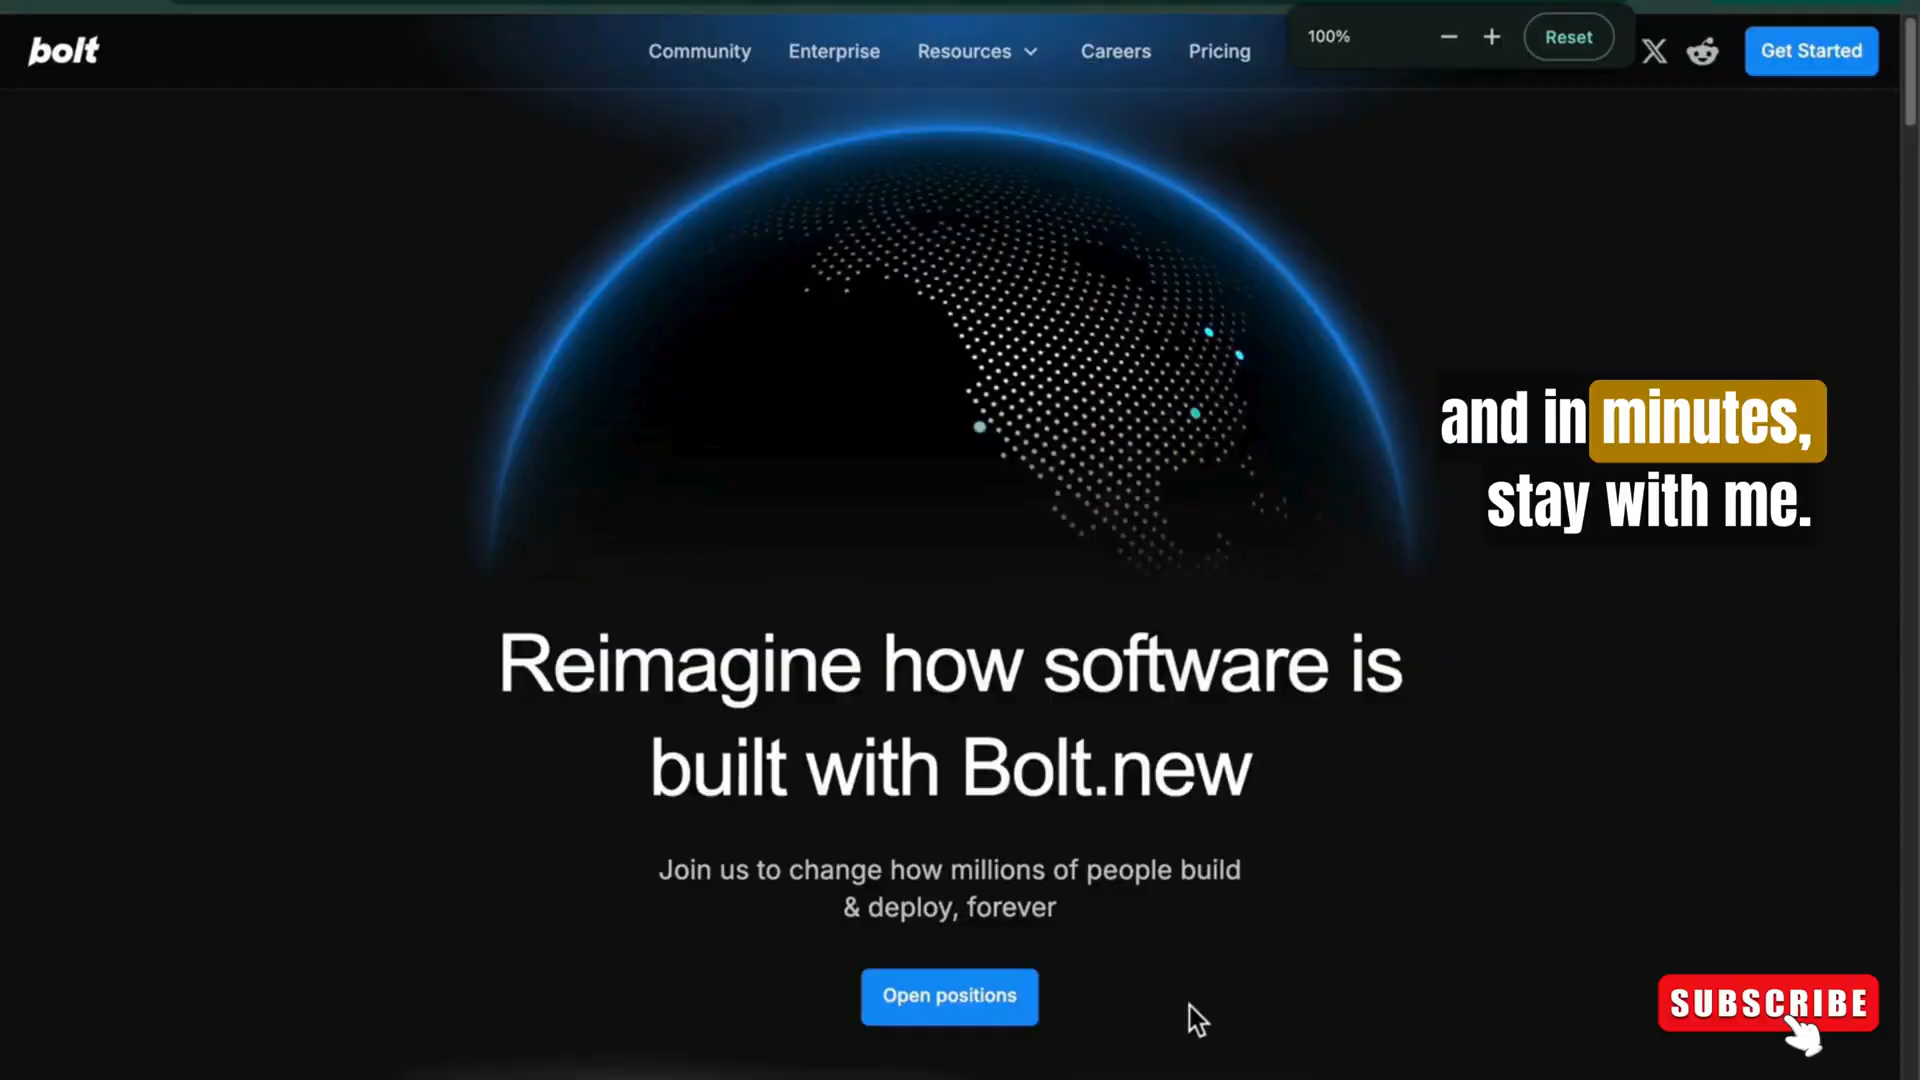 bolt
Community
Enterprise
Resources
Careers
Pricing
100%
Reset
Get Started
and in minutes,
stay with me.
Reimagine how software is
built with Bolt.new
Join us to change how millions of people build
& deploy, forever
Open positions
SUBSCRIBE